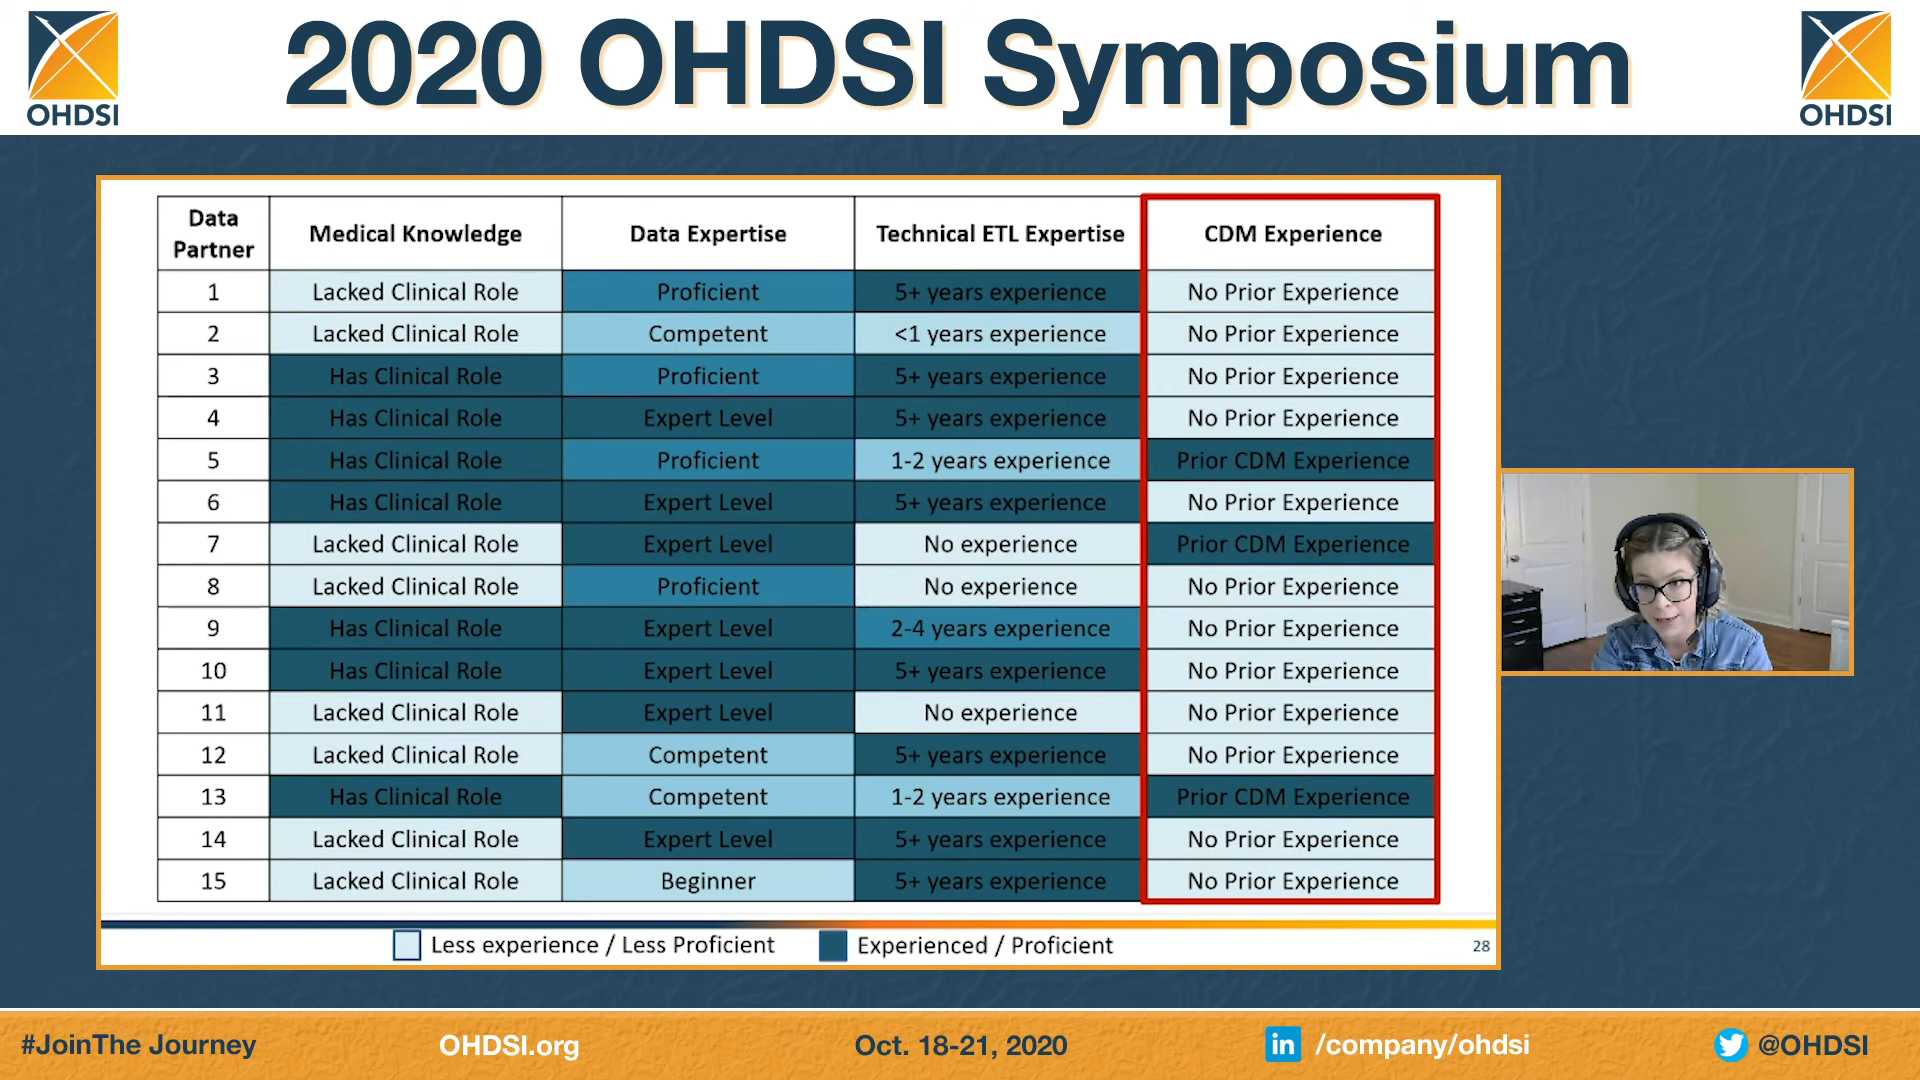 2020 OHDSI Symposium
OHDSI
OHDSI
Data Partner Medical Knowledge Data Expertise Technical ETL Expertise CDM Experience
1 Lacked Clinical Role Proficient 5+ years experience No Prior Experience
2 Lacked Clinical Role Competent <1 years experience No Prior Experience
3 Has Clinical Role Proficient 5+ years experience No Prior Experience
4 Has Clinical Role Expert Level 5+ years experience No Prior Experience
5 Has Clinical Role Proficient 1-2 years experience Prior CDM Experience
6 Has Clinical Role Expert Level 5+ years experience No Prior Experience
7 Lacked Clinical Role Expert Level No experience Prior CDM Experience
8 Lacked Clinical Role Proficient No experience No Prior Experience
9 Has Clinical Role Expert Level 2-4 years experience No Prior Experience
10 Has Clinical Role Expert Level 5+ years experience No Prior Experience
11 Lacked Clinical Role Expert Level No experience No Prior Experience
12 Lacked Clinical Role Competent 5+ years experience No Prior Experience
13 Has Clinical Role Competent 1-2 years experience Prior CDM Experience
14 Lacked Clinical Role Expert Level 5+ years experience No Prior Experience
15 Lacked Clinical Role Beginner 5+ years experience No Prior Experience
Less experience / Less Proficient Experienced / Proficient 28
#JoinThe Journey OHDSI.org Oct. 18-21, 2020 in /company/ohdsi @OHDSI